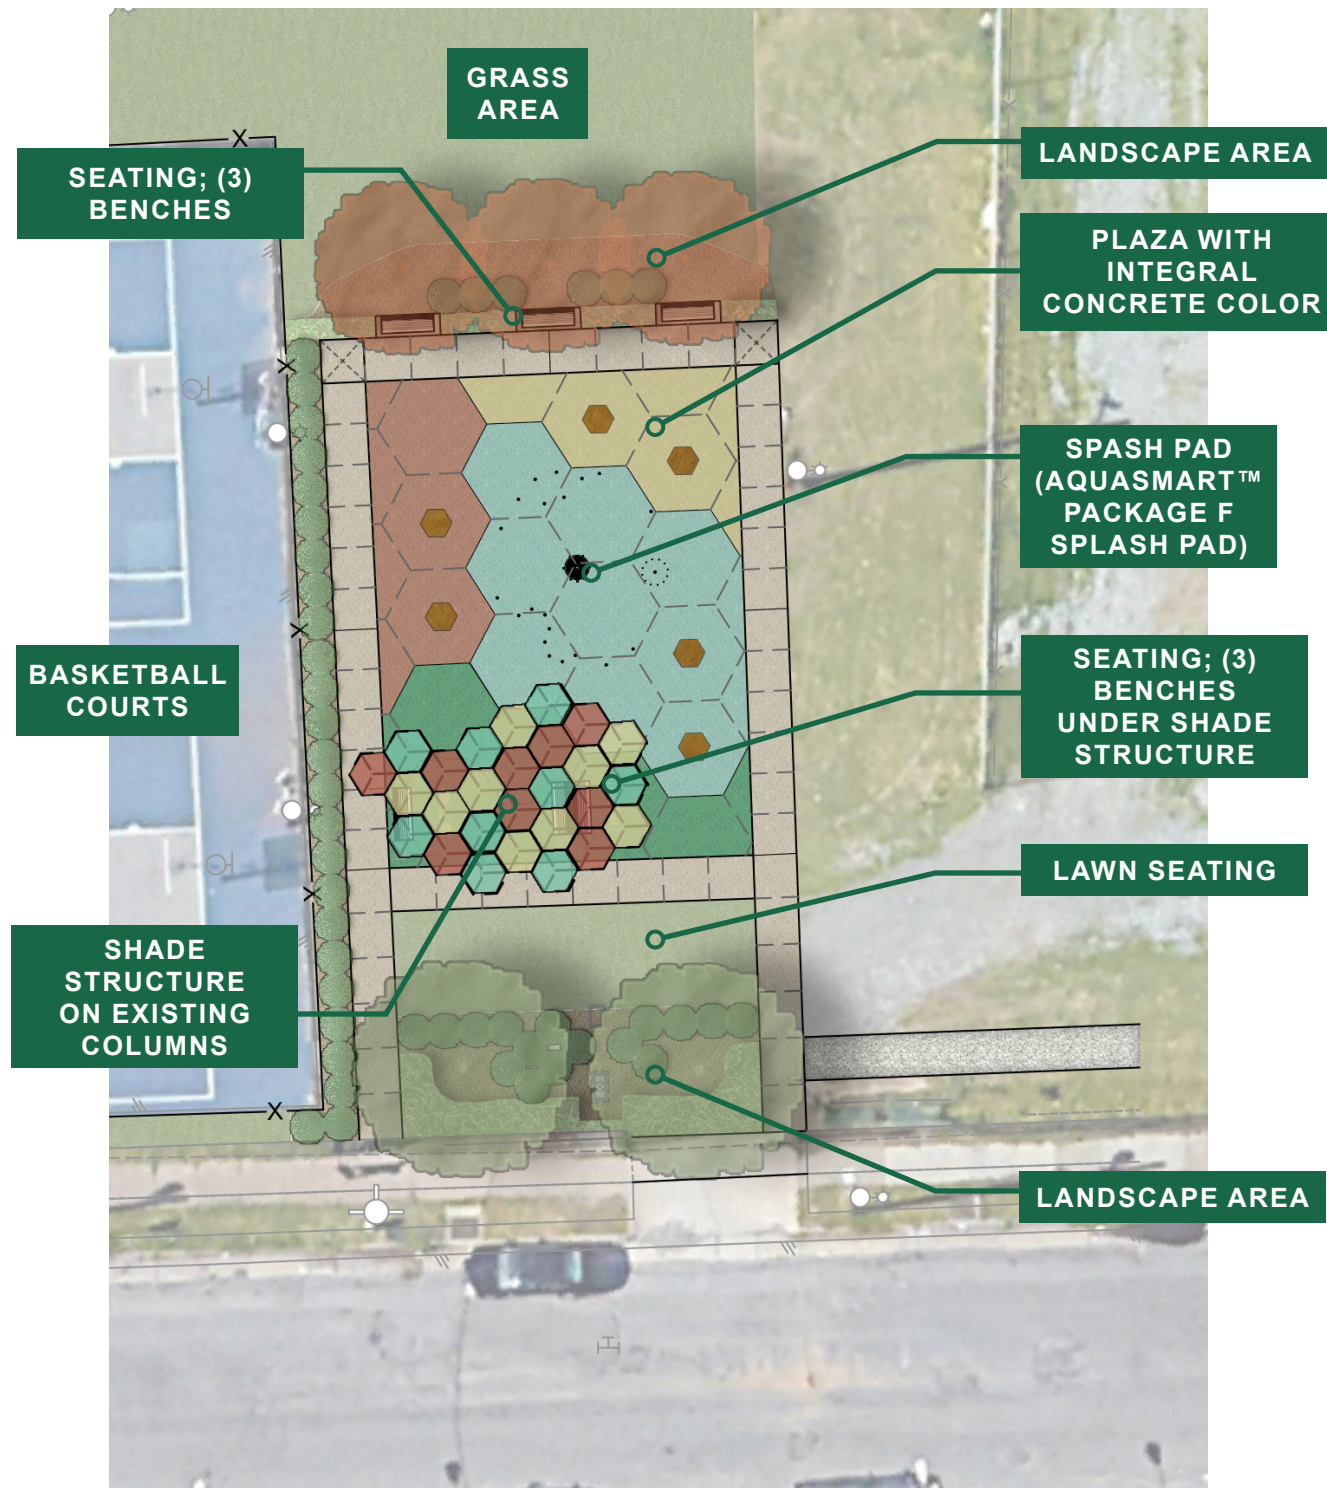 GRASS
AREA
SEATING; (3)
BENCHES
LANDSCAPE AREA
PLAZA WITH
INTEGRAL
CONCRETE COLOR
SPASH PAD
(AQUASMART™
PACKAGE F
SPLASH PAD)
BASKETBALL
COURTS
SEATING; (3)
BENCHES
UNDER SHADE
STRUCTURE
LAWN SEATING
SHADE
STRUCTURE
ON EXISTING
COLUMNS
LANDSCAPE AREA